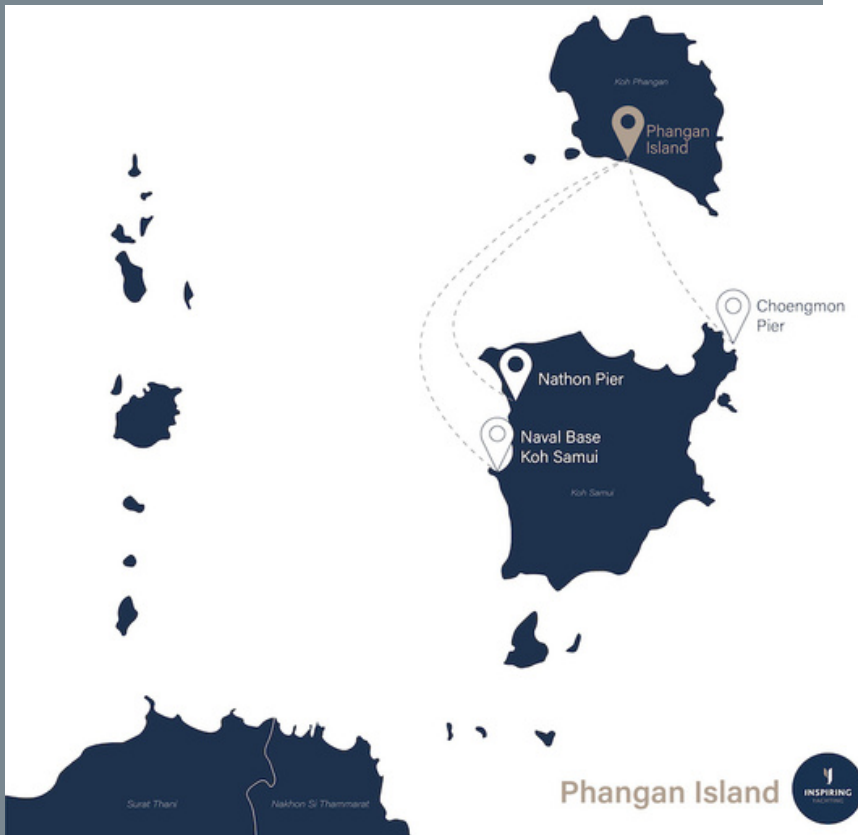 Koh Phangan
Phangan
Island
Choengmon
Pier
Nathon Pier
Naval Base
Koh Samui
Koh Samui
Surat Thani
Nakhon Si Thammarat
Phangan Island
INSPIRING
YACHTING